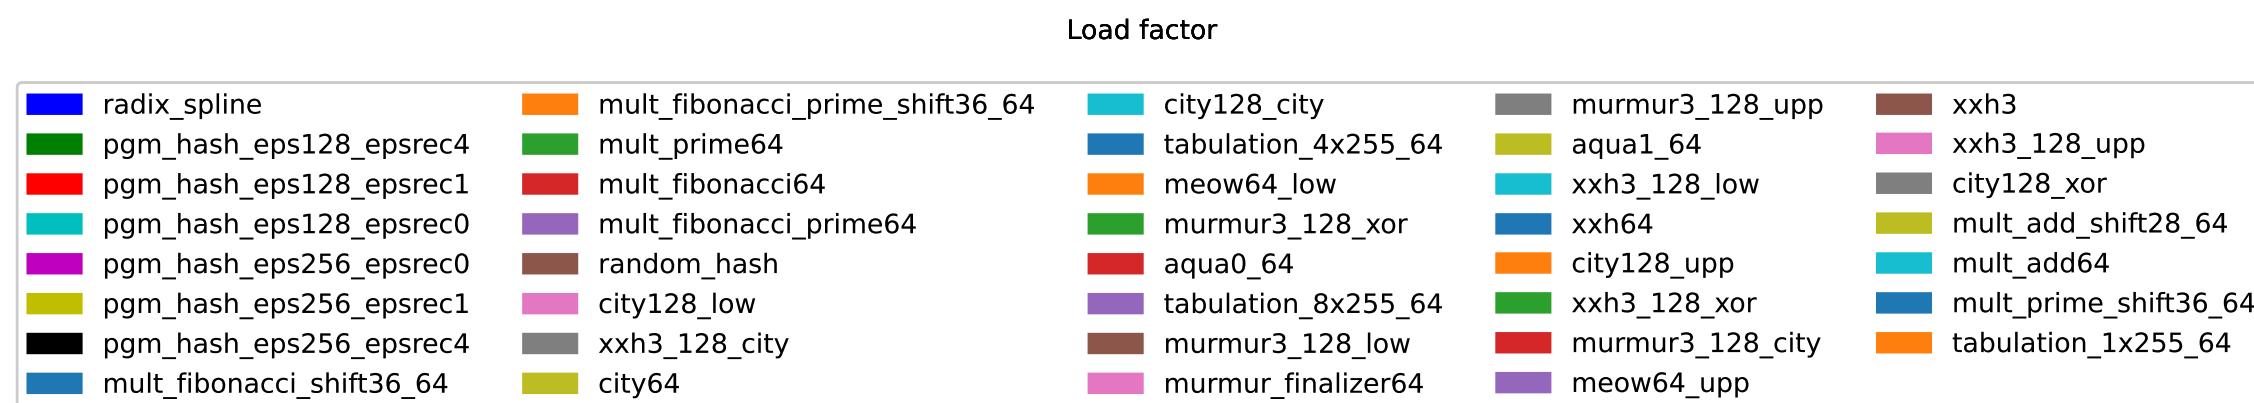 Load factor
radix_spline
pgm_hash_eps128_epsrec4
pgm_hash_eps128_epsrec1
pgm_hash_eps128_epsrec0
pgm_hash_eps256_epsrec0
pgm_hash_eps256_epsrec1
pgm_hash_eps256_epsrec4
mult_fibonacci_shift36_64
mult_fibonacci_prime_shift36_64
mult_prime64
mult_fibonacci64
mult_fibonacci_prime64
random_hash
city128_low
xxh3_128_city
city64
city128_city
tabulation_4x255_64
meow64_low
murmur3_128_xor
aqua0_64
tabulation_8x255_64
murmur3_128_low
murmur_finalizer64
murmur3_128_upp
aqua1_64
xxh3_128_low
xxh64
city128_upp
xxh3_128_xor
murmur3_128_city
meow64_upp
xxh3
xxh3_128_upp
city128_xor
mult_add_shift28_64
mult_add64
mult_prime_shift36_64
tabulation_1x255_64